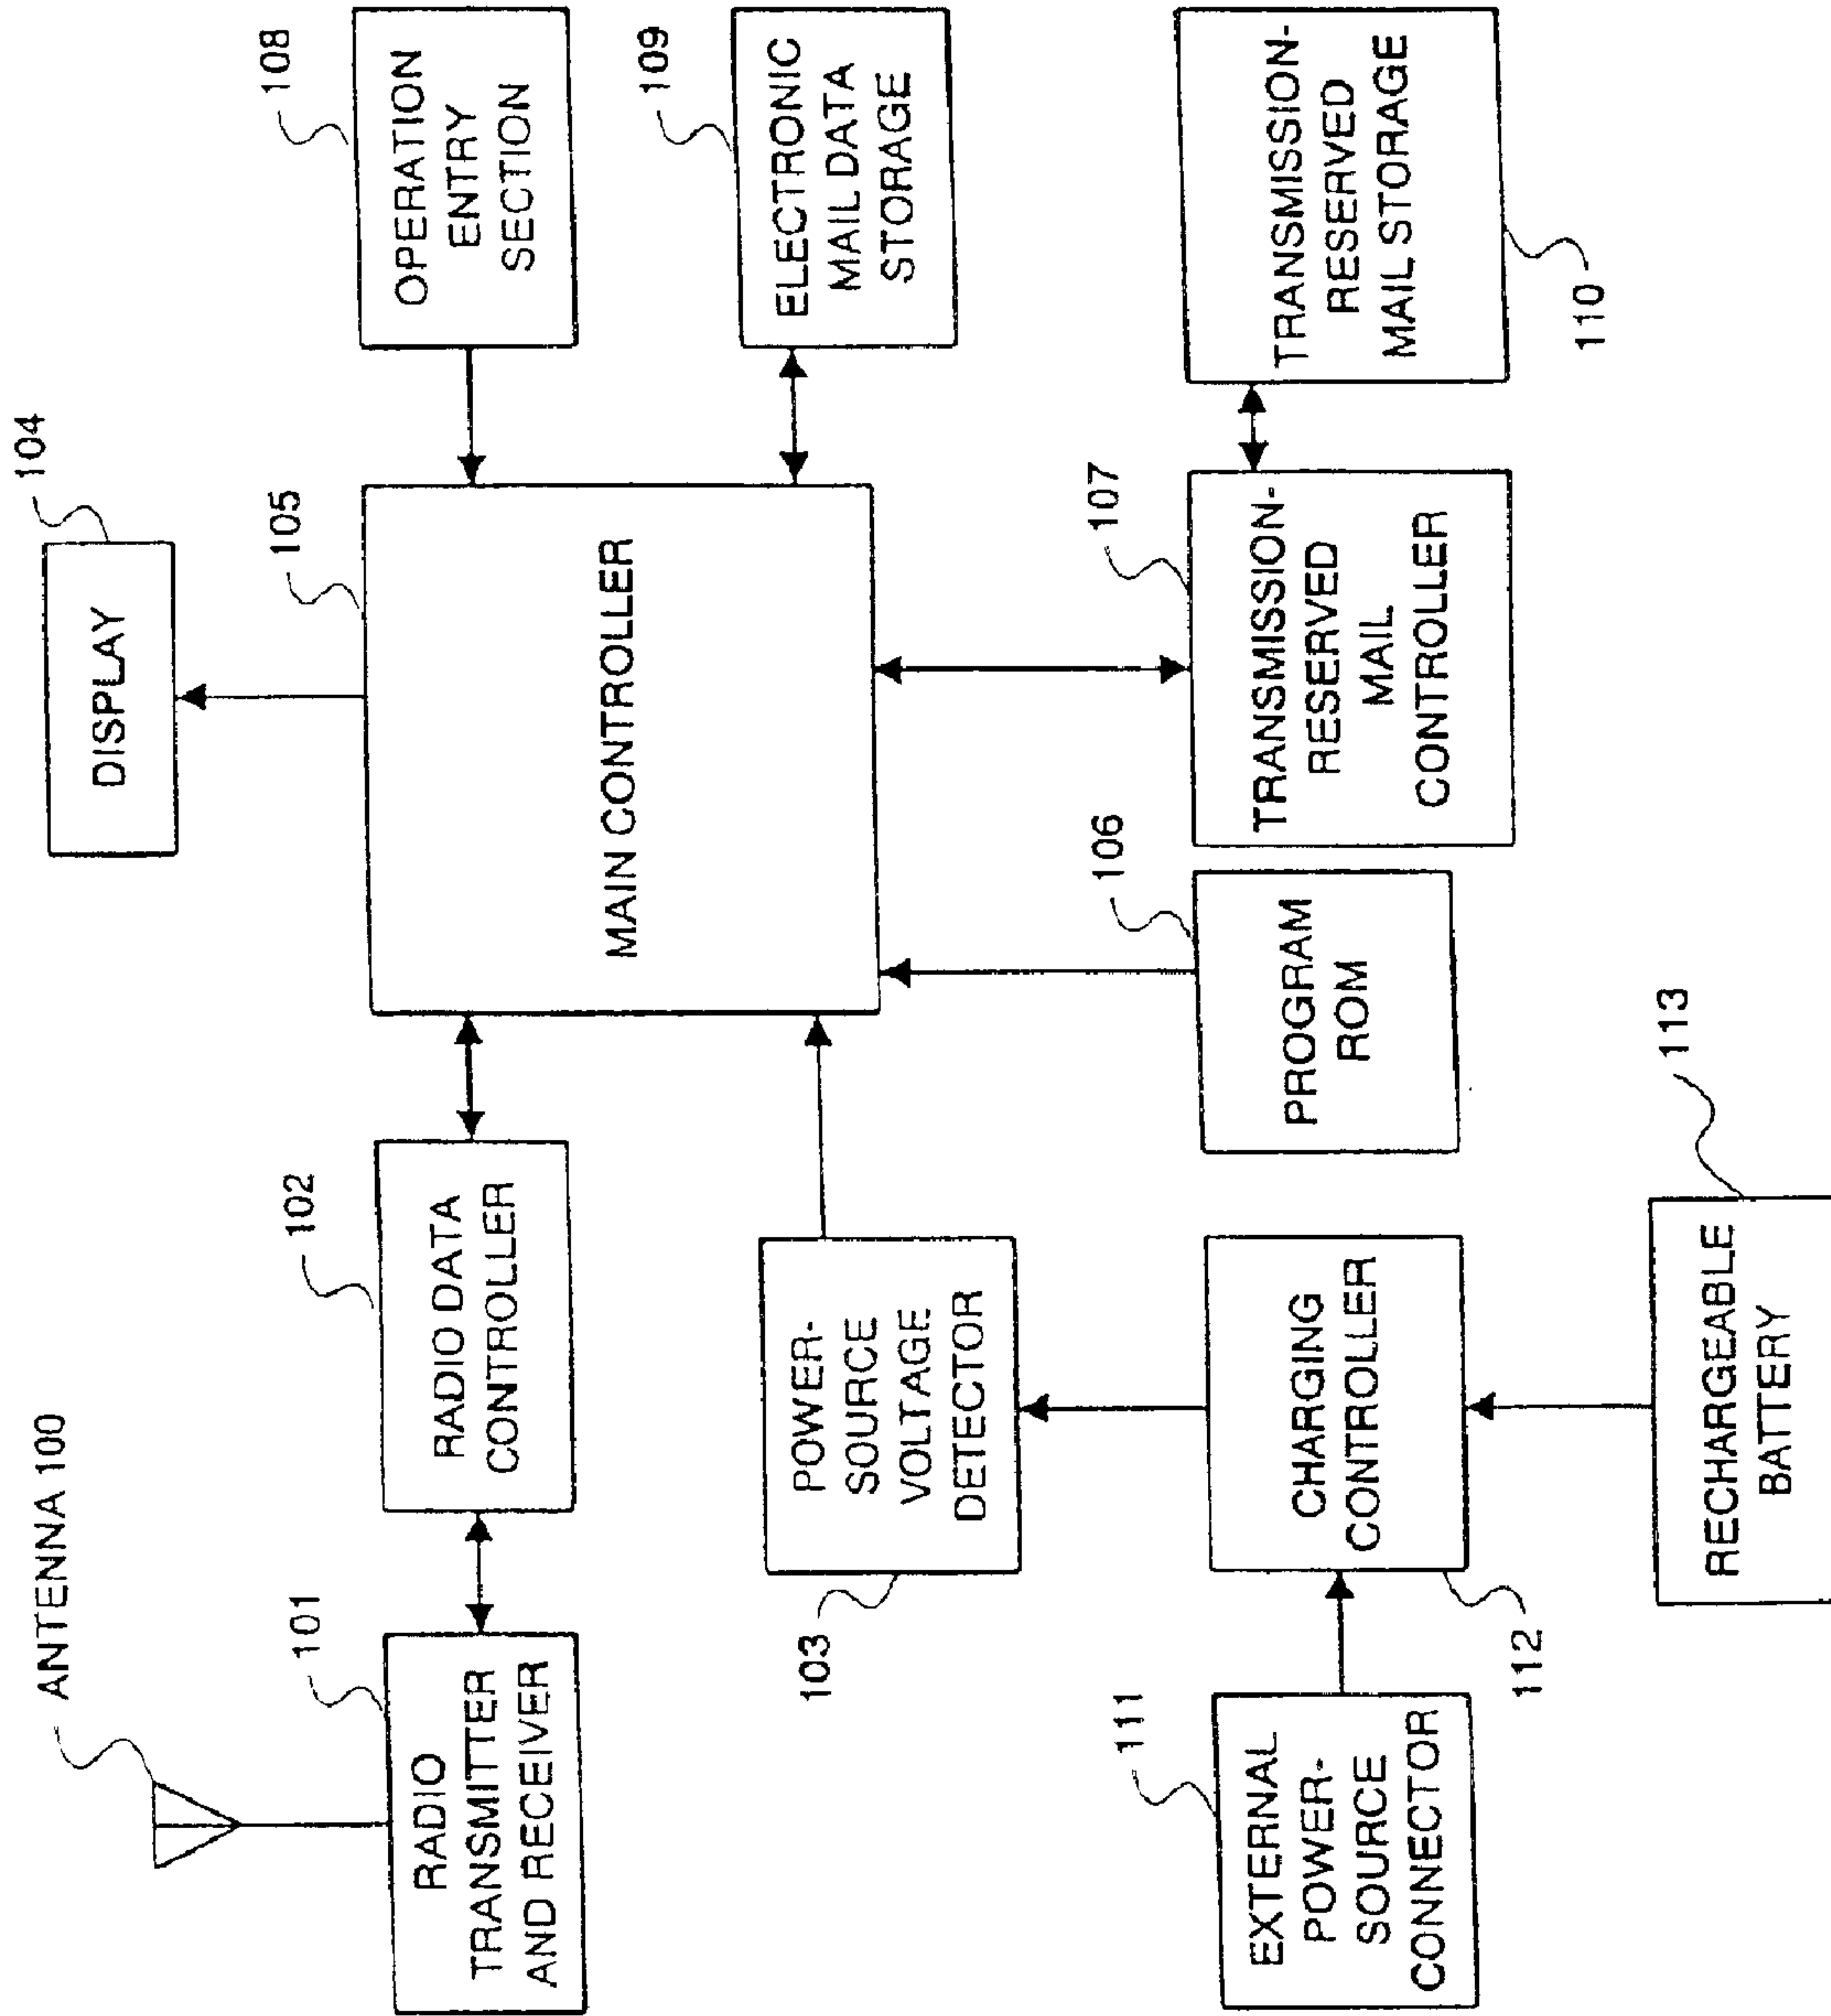 ANTENNA 100
101
RADIO
TRANSMITTER
AND RECEIVER
102
RADIO DATA
CONTROLLER
104
DISPLAY
105
MAIN CONTROLLER
108
OPERATION
ENTRY
SECTION
109
ELECTRONIC
MAIL DATA
STORAGE
POWER-
SOURCE
VOLTAGE
DETECTOR
103
111
EXTERNAL
POWER-
SOURCE
CONNECTOR
CHARGING
CONTROLLER
112
106
PROGRAM
ROM
107
TRANSMISSION-
RESERVED
MAIL
CONTROLLER
TRANSMISSION-
RESERVED
MAIL STORAGE
110
113
RECHARGEABLE
BATTERY